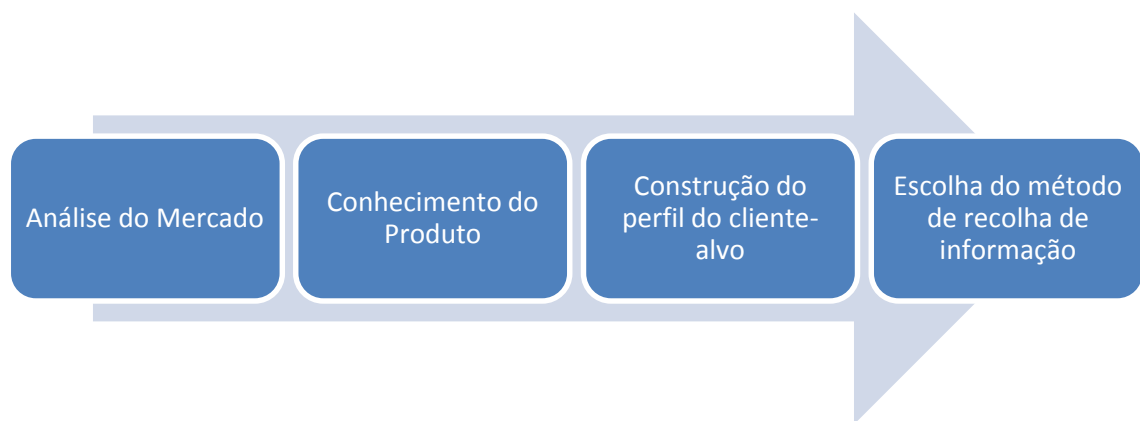 Análise do Mercado
Conhecimento do
Produto
Construção do
perfil do cliente-
alvo
Escolha do método
de recolha de
informação